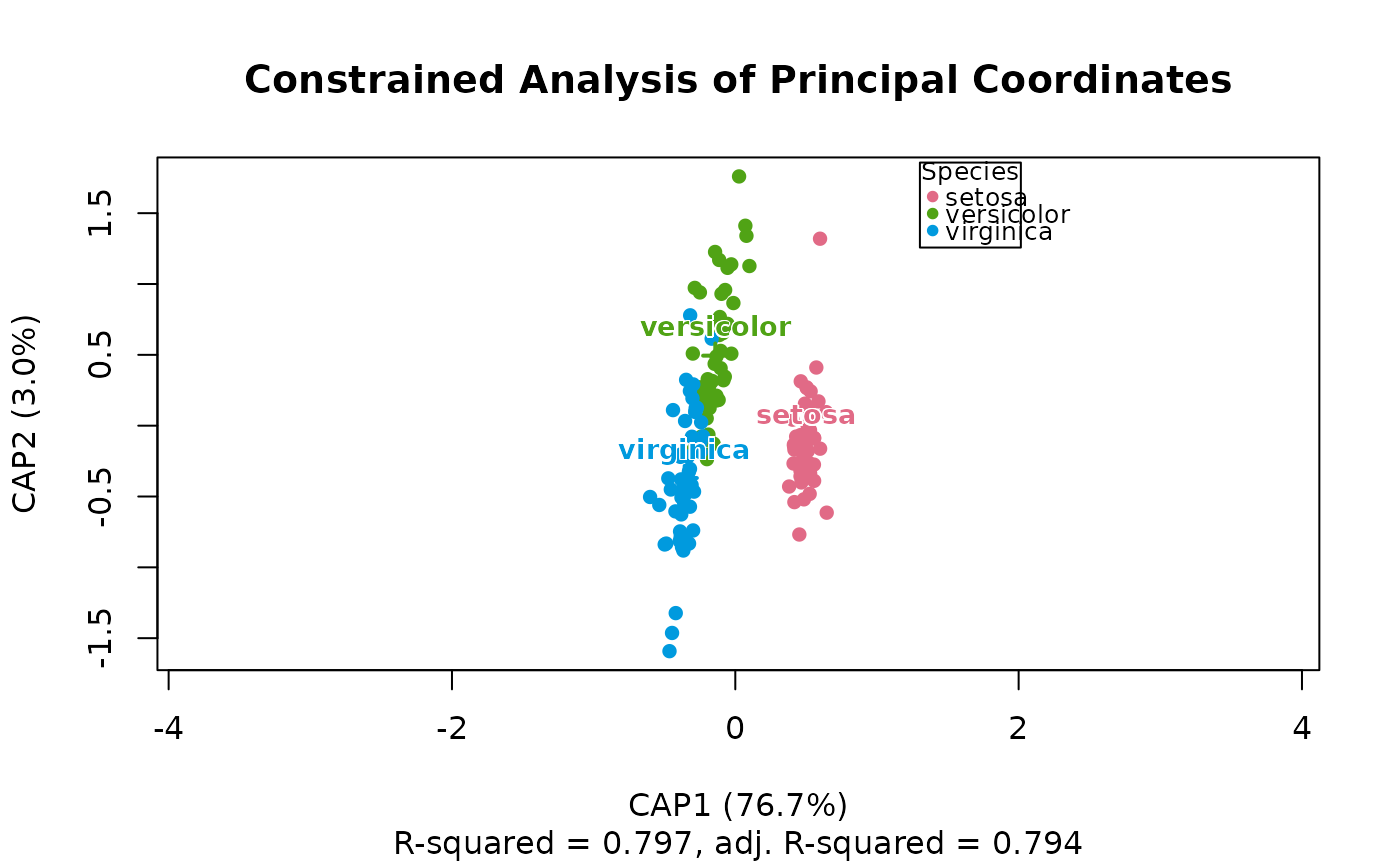 Constrained Analysis of Principal Coordinates
Species
setosa
versicolor
virginica
1.5
0.5
-0.5
-1.5
CAP2 (3.0%)
versicolor
setosa
virginica
-4 -2 0 2 4
CAP1 (76.7%)
R-squared = 0.797, adj. R-squared = 0.794